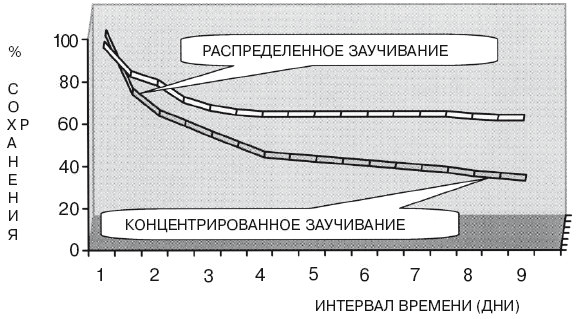 %
СОХРАНЕНИЯ
100
80
60
40
20
0
РАСПРЕДЕЛЕННОЕ ЗАУЧИВАНИЕ
КОНЦЕНТРИРОВАННОЕ ЗАУЧИВАНИЕ
1 2 3 4 5 6 7 8 9
ИНТЕРВАЛ ВРЕМЕНИ (ДНИ)